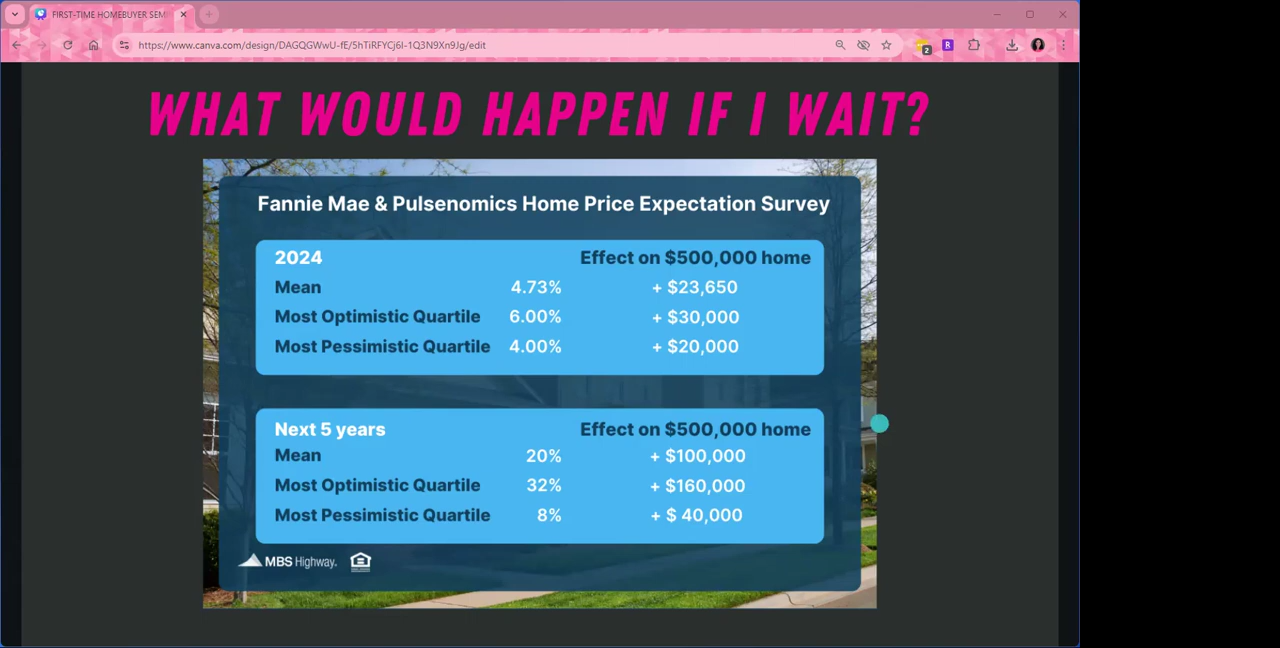 FIRST-TIME HOMEBUYER SEM
https://www.canva.com/design/DAGQGWwU-fE/5hTiRFYCj6I-1Q3N9Xn9Jg/edit
2
R
WHAT WOULD HAPPEN IF I WAIT?
Fannie Mae & Pulsenomics Home Price Expectation Survey
2024 Effect on $500,000 home
Mean 4.73% + $23,650
Most Optimistic Quartile 6.00% + $30,000
Most Pessimistic Quartile 4.00% + $20,000
Next 5 years Effect on $500,000 home
Mean 20% + $100,000
Most Optimistic Quartile 32% + $160,000
Most Pessimistic Quartile 8% + $ 40,000
MBS Highway.